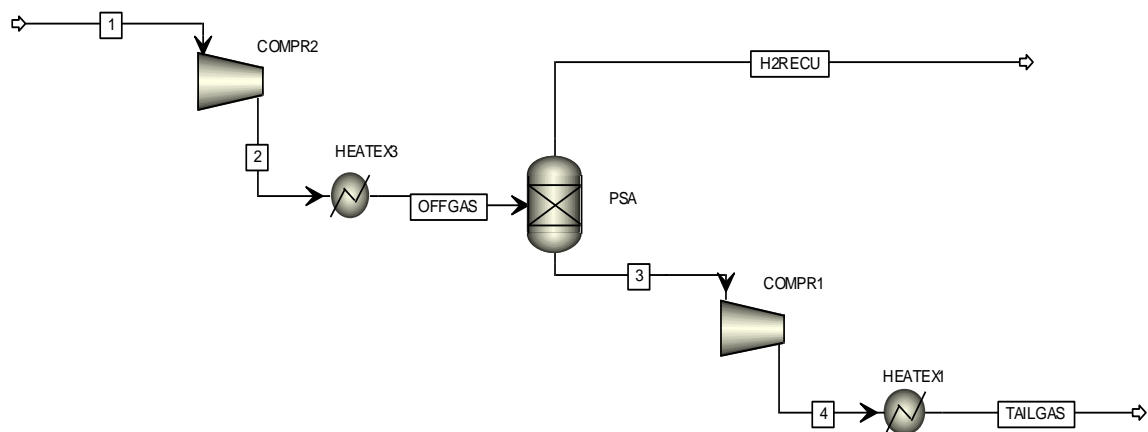 1
COMPR2
H2RECU
2
HEATEX3
OFFGAS
PSA
3
COMPR1
HEATEX1
4
TAILGAS